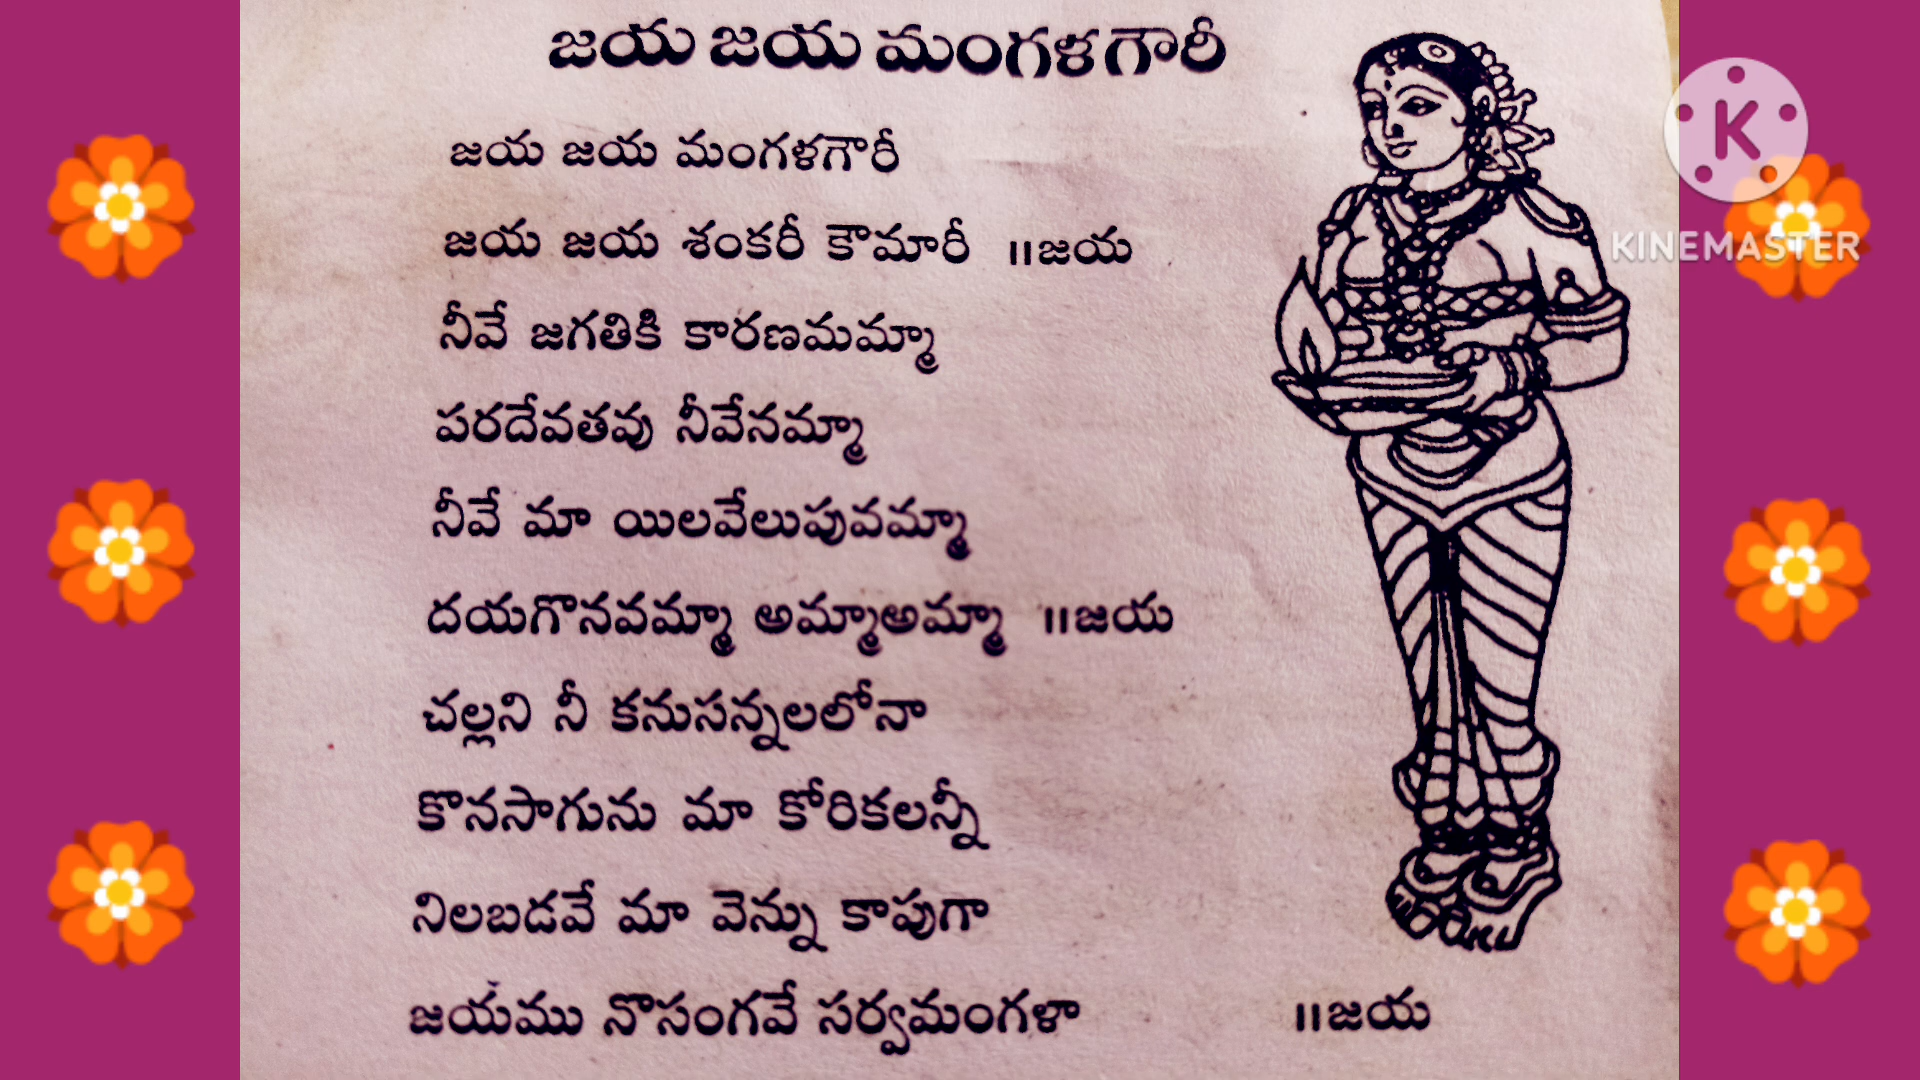 జయ జయ మంగళగౌరీ
జయ జయ మంగళగౌరీ
జయ జయ శంకరీ కౌమారీ ॥జయ
నీవే జగతికి కారణమమ్మా
పరదేవతవు నీవేనమ్మా
నీవే మా యిలవేలుపువమ్మా
దయగొనవమ్మా అమ్మాఅమ్మా ॥జయ
చల్లని నీ కనుసన్నలలోనా
కొనసాగును మా కోరికలన్నీ
నిలబడవే మా వెన్ను కాపుగా
జయము నొసంగవే సర్వమంగళా ॥జయ
K
KINEMASTER